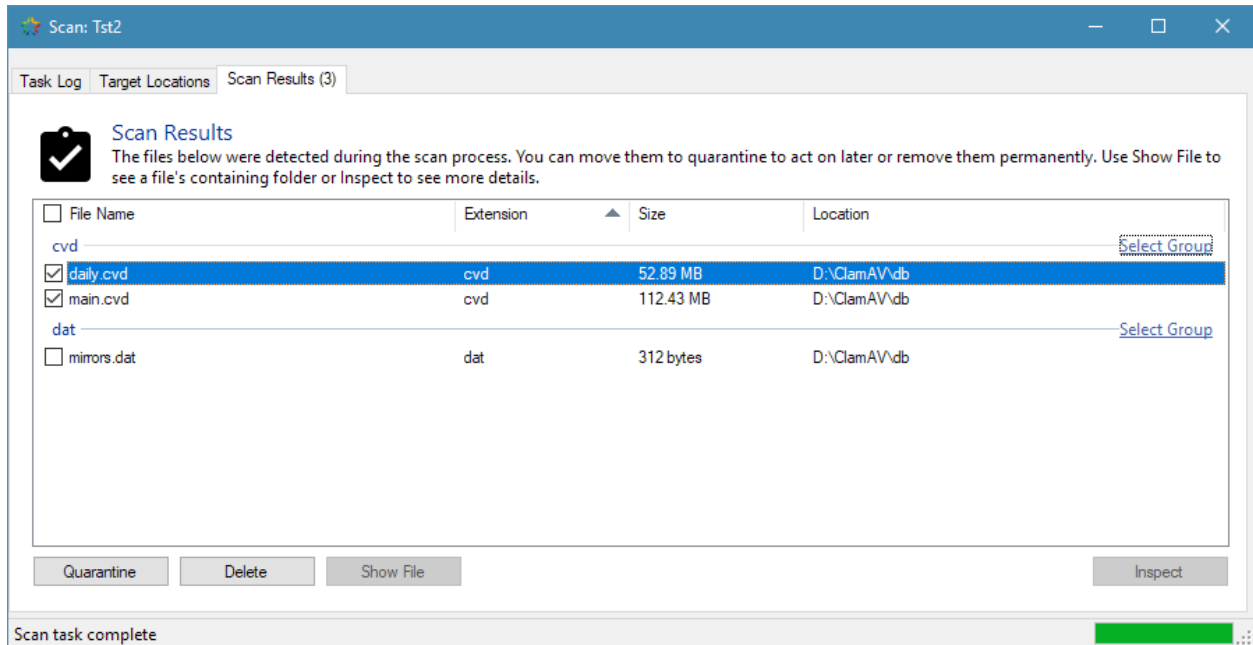 Scan: Tst2
Task Log Target Locations Scan Results (3)
Scan Results
The files below were detected during the scan process. You can move them to quarantine to act on later or remove them permanently. Use Show File to
see a file's containing folder or Inspect to see more details.
File Name Extension Size Location
cvd Select Group
daily.cvd cvd 52.89 MB D:\ClamAV\db
main.cvd cvd 112.43 MB D:\ClamAV\db
dat Select Group
mirrors.dat dat 312 bytes D:\ClamAV\db
Quarantine Delete Show File Inspect
Scan task complete